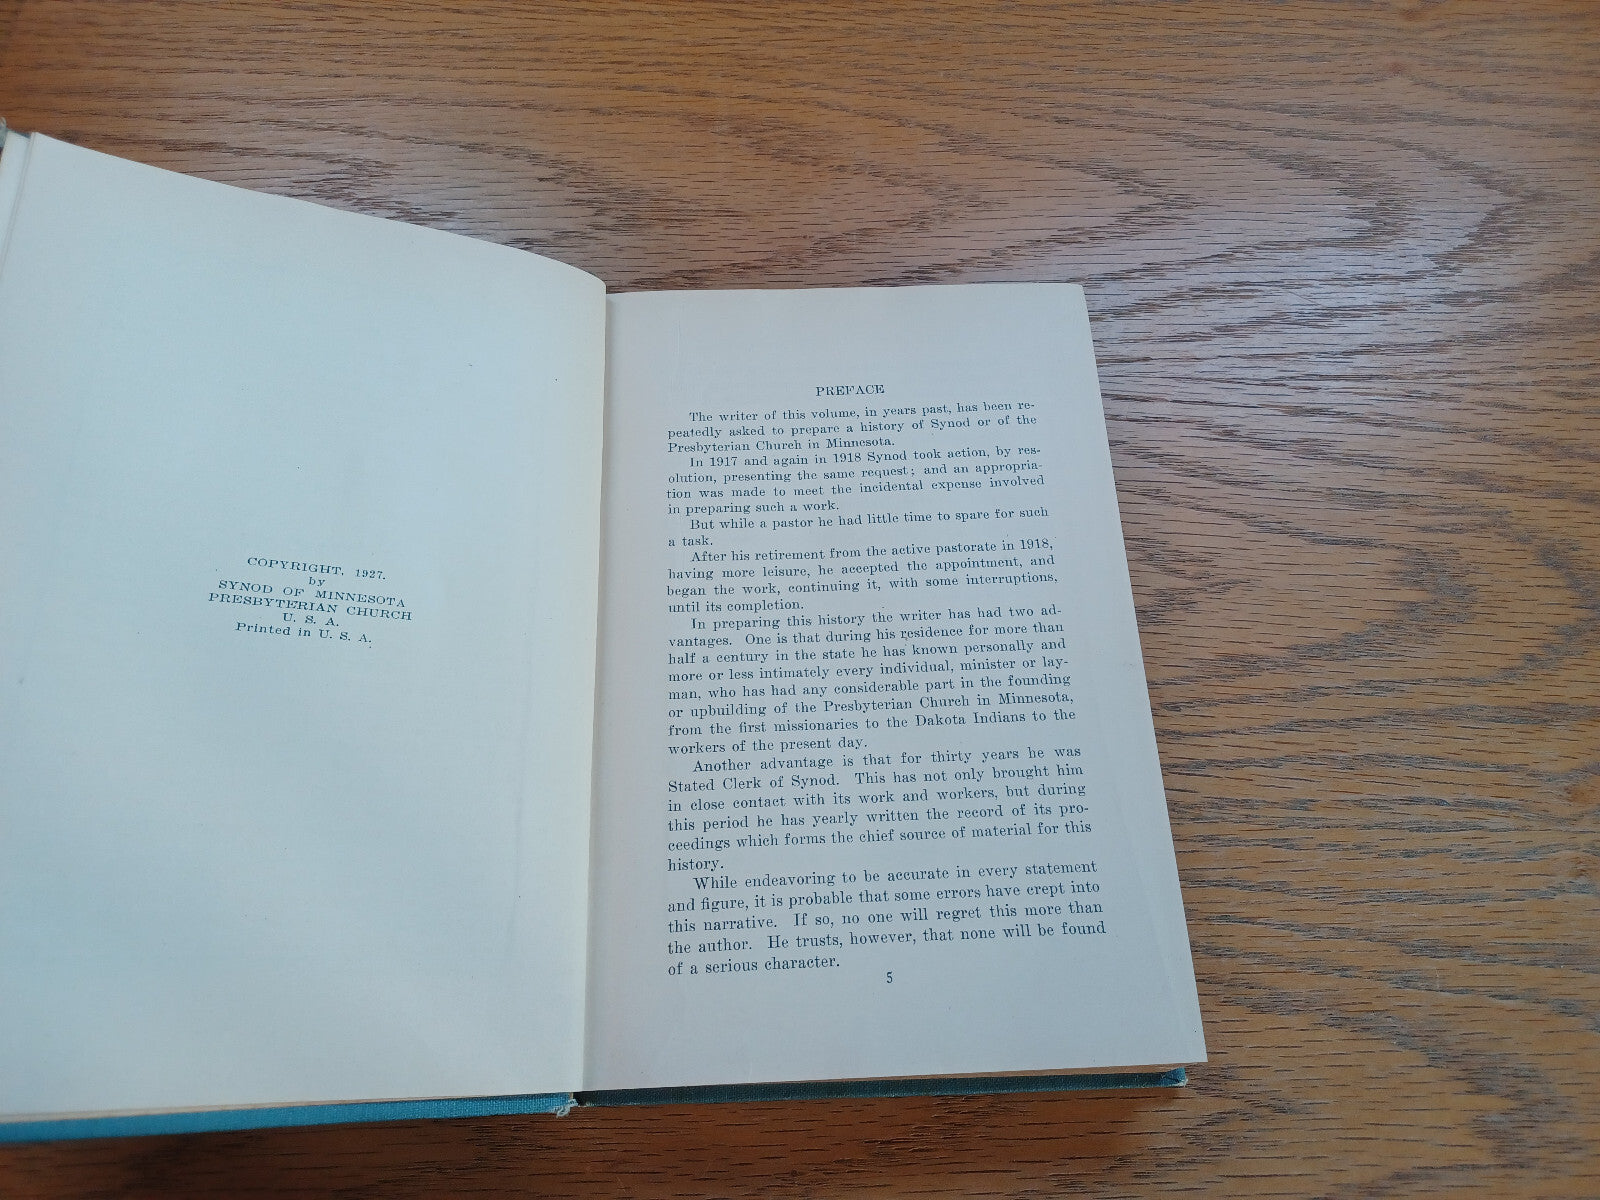 COPYRIGHT, 1927.
by
SYNOD OF MINNESOTA
PRESBYTERIAN CHURCH
U. S. A.
Printed in U. S. A.
PREFACE
The writer of this volume, in years past, has been re-
peatedly asked to prepare a history of Synod or of the
Presbyterian Church in Minnesota.
In 1917 and again in 1918 Synod took action, by res-
olution, presenting the same request; and an appropria-
tion was made to meet the incidental expense involved
in preparing such a work.
But while a pastor he had little time to spare for such
a task.
After his retirement from the active pastorate in 1918,
having more leisure, he accepted the appointment, and
began the work, continuing it, with some interruptions,
until its completion.
In preparing this history the writer has had two ad-
vantages. One is that during his residence for more than
half a century in the state he has known personally and
more or less intimately every individual, minister or lay-
man, who has had any considerable part in the founding
or upbuilding of the Presbyterian Church in Minnesota,
from the first missionaries to the Dakota Indians to the
workers of the present day.
Another advantage is that for thirty years he was
Stated Clerk of Synod. This has not only brought him
in close contact with its work and workers, but during
this period he has yearly written the record of its pro-
ceedings which forms the chief source of material for this
history.
While endeavoring to be accurate in every statement
and figure, it is probable that some errors have crept into
this narrative. If so, no one will regret this more than
the author. He trusts, however, that none will be found
of a serious character.
5